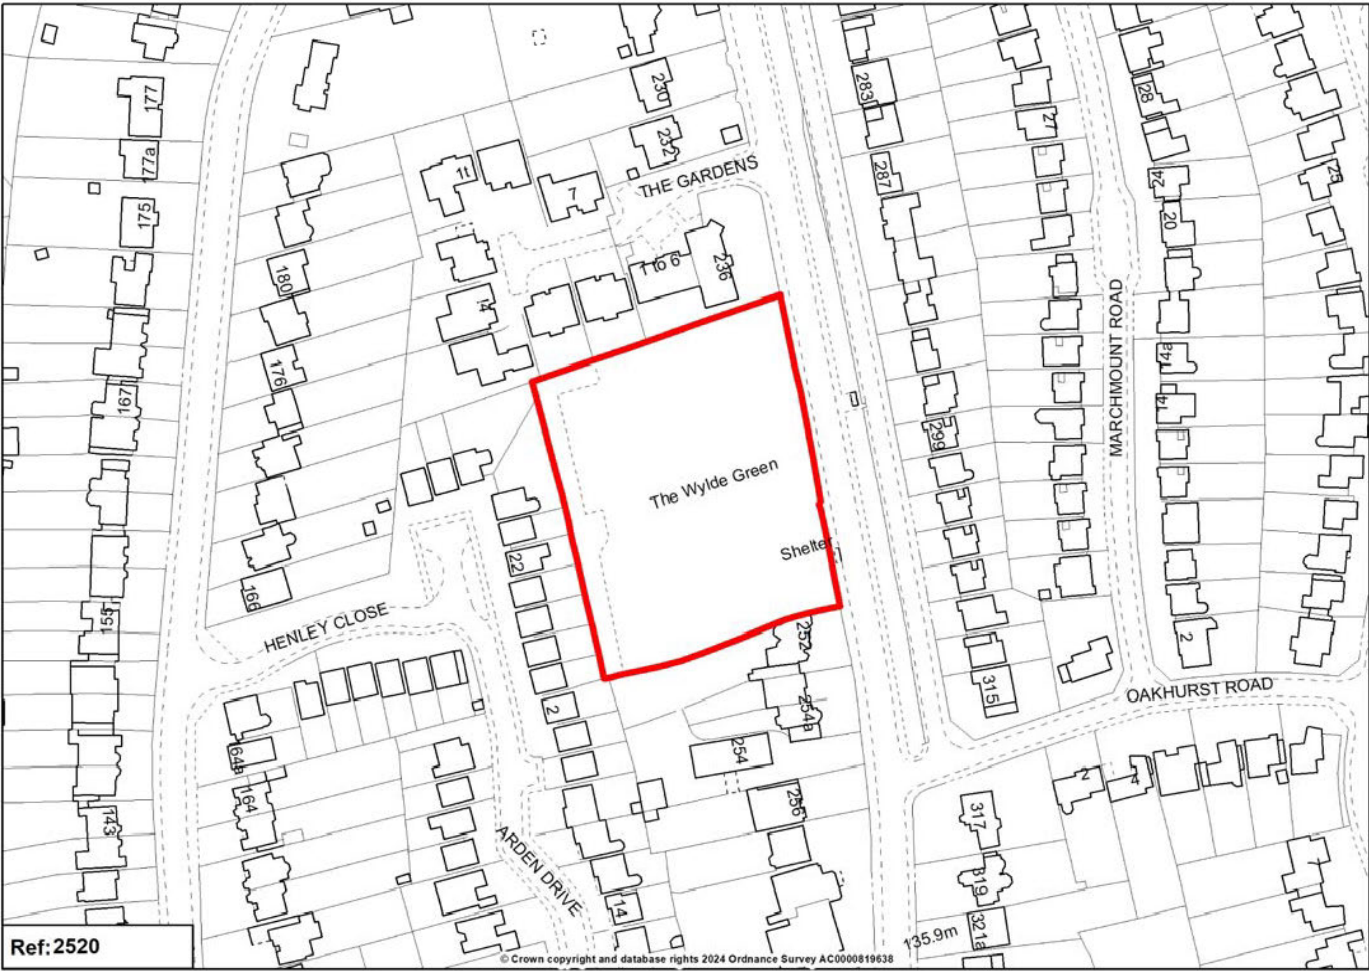 230
283
28
177
27
232
177a
287
24
25
1t
THE GARDENS
7
175
20
1 to 6
236
180
14
MARCHMOUNT ROAD
14a
176
167
14
299
The Wylde Green
Shelter
22
166
155
HENLEY CLOSE
252
2
315
OAKHURST ROAD
2
254a
254
64a
2
4
164
256
143
317
ARDEN DRIVE
7
319
14
321a
135.9m
Ref: 2520
© Crown copyright and database rights 2024 Ordnance Survey AC0000819638